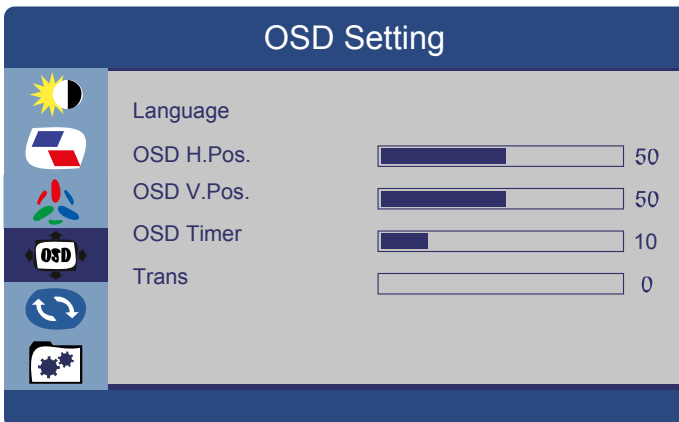 OSD Setting
Language
OSD H.Pos. 50
OSD V.Pos. 50
OSD Timer 10
Trans 0
OSD